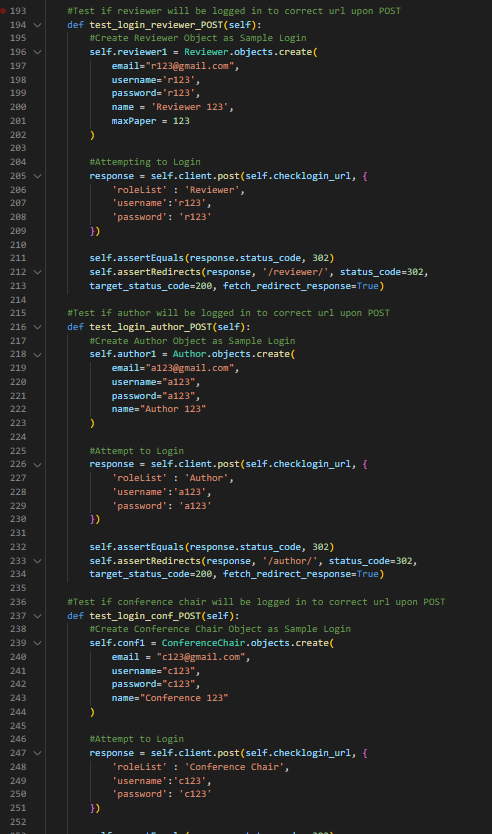 193 #Test if reviewer will be logged in to correct url upon POST
194 def test_login_reviewer_POST(self):
195 #Create Reviewer Object as Sample Login
196 self.reviewer1 = Reviewer.objects.create(
197 email="r123@gmail.com",
198 username='r123',
199 password='r123',
200 name = 'Reviewer 123',
201 maxPaper = 123
202 )
203
204 #Attempting to Login
205 response = self.client.post(self.checklogin_url, {
206 'roleList' : 'Reviewer',
207 'username':'r123',
208 'password': 'r123'
209 })
210
211 self.assertEquals(response.status_code, 302)
212 self.assertRedirects(response, '/reviewer/', status_code=302,
213 target_status_code=200, fetch_redirect_response=True)
214
215 #Test if author will be logged in to correct url upon POST
216 def test_login_author_POST(self):
217 #Create Author Object as Sample Login
218 self.author1 = Author.objects.create(
219 email="a123@gmail.com",
220 username="a123",
221 password="a123",
222 name="Author 123"
223 )
224
225 #Attempt to Login
226 response = self.client.post(self.checklogin_url, {
227 'roleList' : 'Author',
228 'username':'a123',
229 'password': 'a123'
230 })
231
232 self.assertEquals(response.status_code, 302)
233 self.assertRedirects(response, '/author/', status_code=302,
234 target_status_code=200, fetch_redirect_response=True)
235
236 #Test if conference chair will be logged in to correct url upon POST
237 def test_login_conf_POST(self):
238 #Create Conference Chair Object as Sample Login
239 self.conf1 = ConferenceChair.objects.create(
240 email = "c123@gmail.com",
241 username="c123",
242 password="c123",
243 name="Conference 123"
244 )
245
246 #Attempt to Login
247 response = self.client.post(self.checklogin_url, {
248 'roleList' : 'Conference Chair',
249 'username':'c123',
250 'password': 'c123'
251 })
252